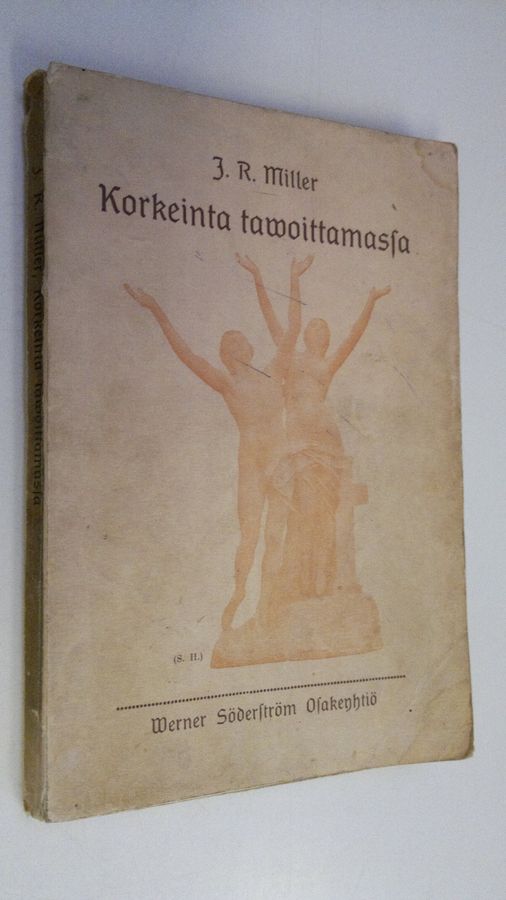 J. R. Miller
Korkeinta tawoittamaſſa
(S. H.)
Werner Söderſtröm Oſakeyhtiö
J. R. Miller, Korkeinta tawoittamasſa